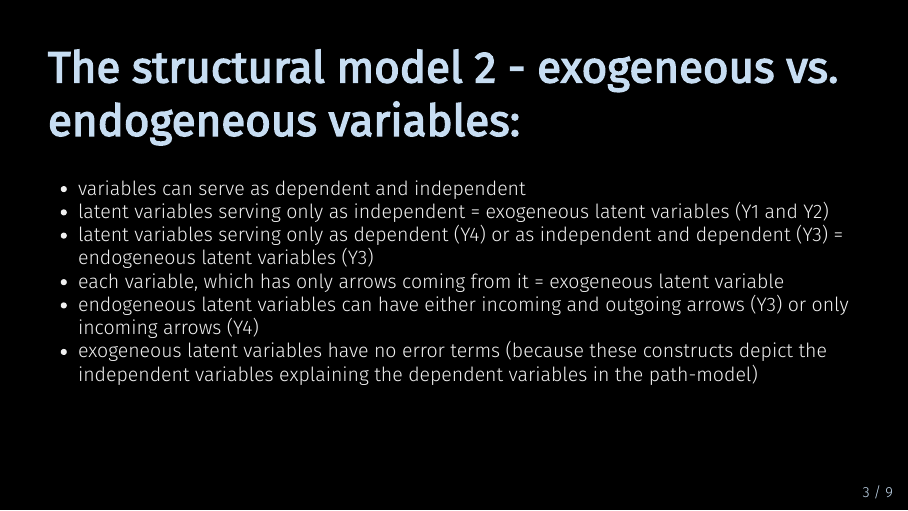 The structural model 2 - exogeneous vs.
endogeneous variables:
• variables can serve as dependent and independent
• latent variables serving only as independent = exogeneous latent variables (Y1 and Y2)
• latent variables serving only as dependent (Y4) or as independent and dependent (Y3) =
endogeneous latent variables (Y3)
• each variable, which has only arrows coming from it = exogeneous latent variable
• endogeneous latent variables can have either incoming and outgoing arrows (Y3) or only
incoming arrows (Y4)
• exogeneous latent variables have no error terms (because these constructs depict the
independent variables explaining the dependent variables in the path-model)
3 / 9